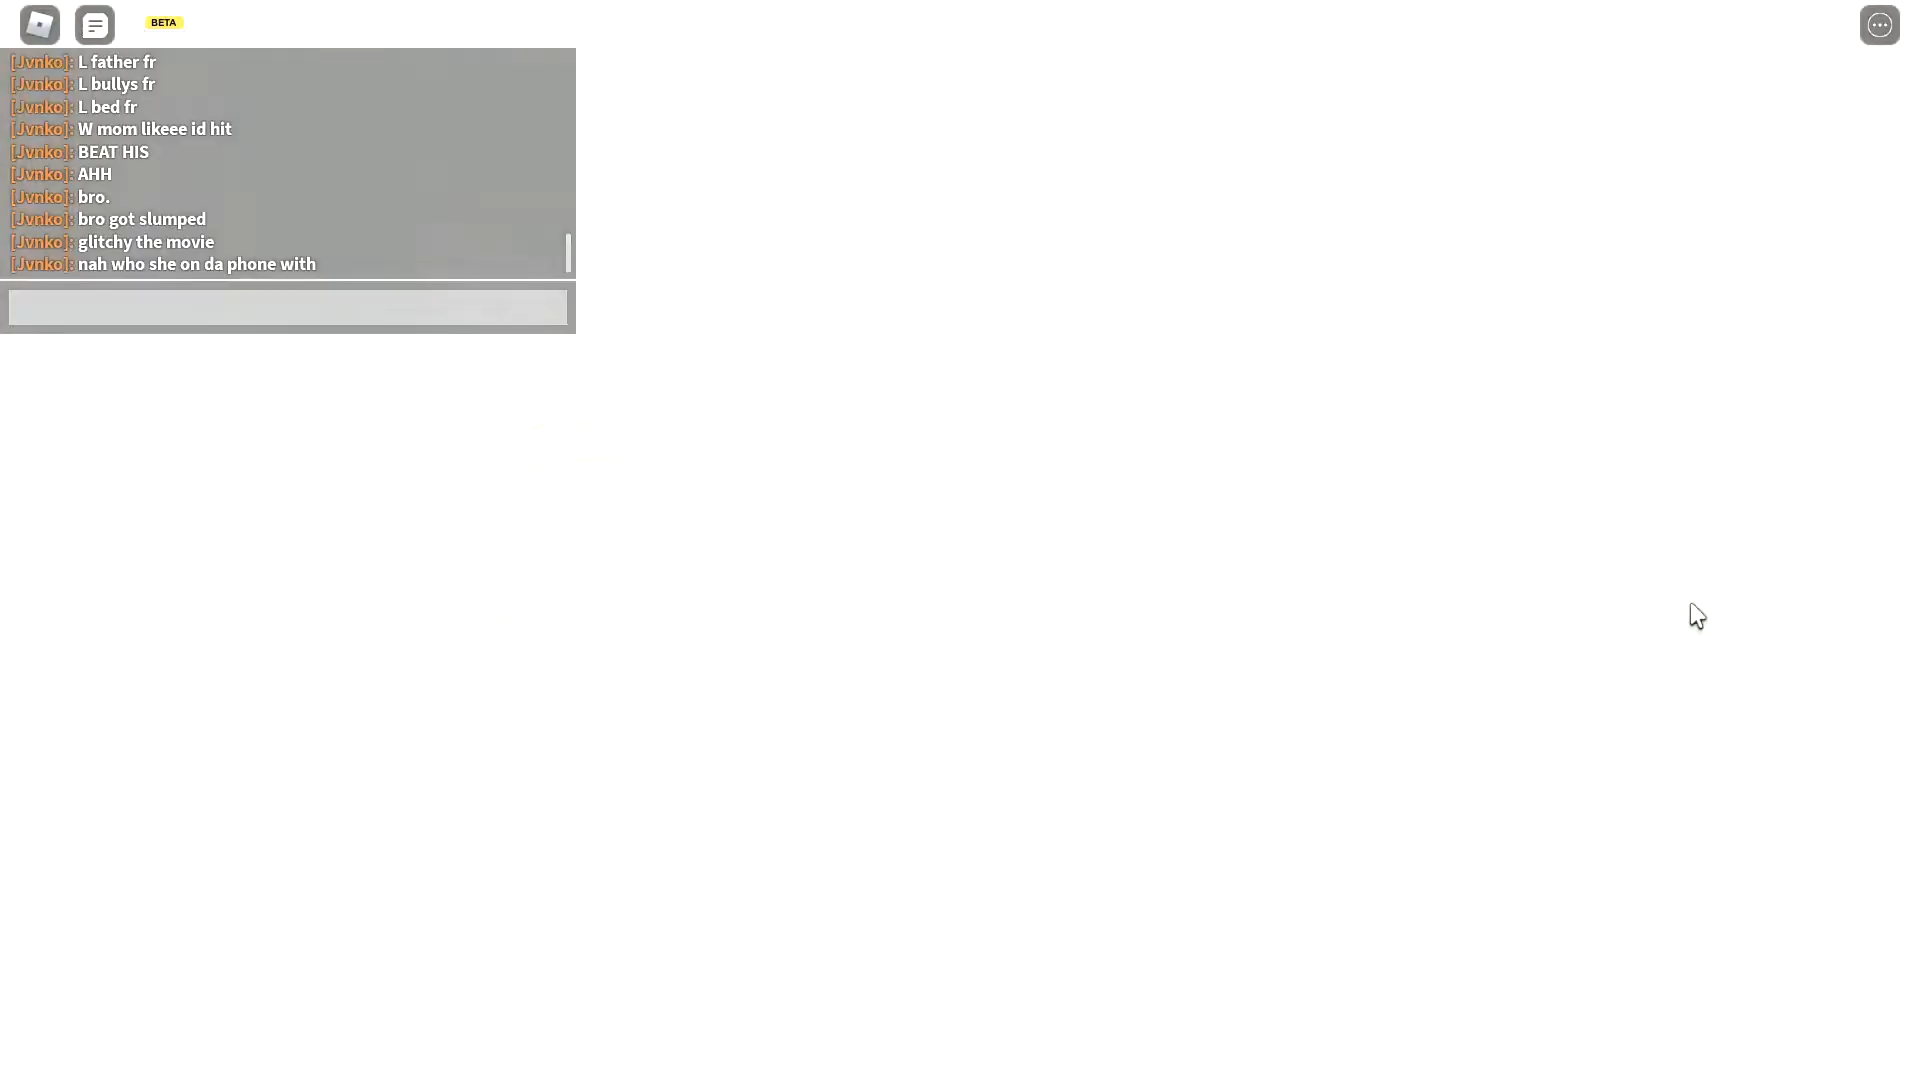 BETA
[Jvnko]: L father fr
[Jvnko]: L bullys fr
[Jvnko]: L bed fr
[Jvnko]: W mom likeee id hit
[Jvnko]: BEAT HIS
[Jvnko]: AHH
[Jvnko]: bro.
[Jvnko]: bro got slumped
[Jvnko]: glitchy the movie
[Jvnko]: nah who she on da phone with